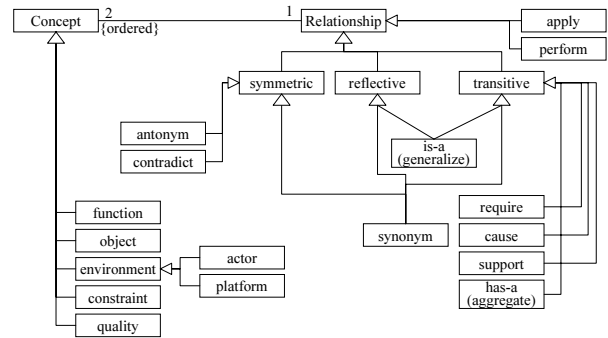 Concept
2
{ordered}
1
Relationship
apply
perform
symmetric
reflective
transitive
antonym
contradict
is-a
(generalize)
function
object
environment
constraint
quality
actor
platform
synonym
require
cause
support
has-a
(aggregate)